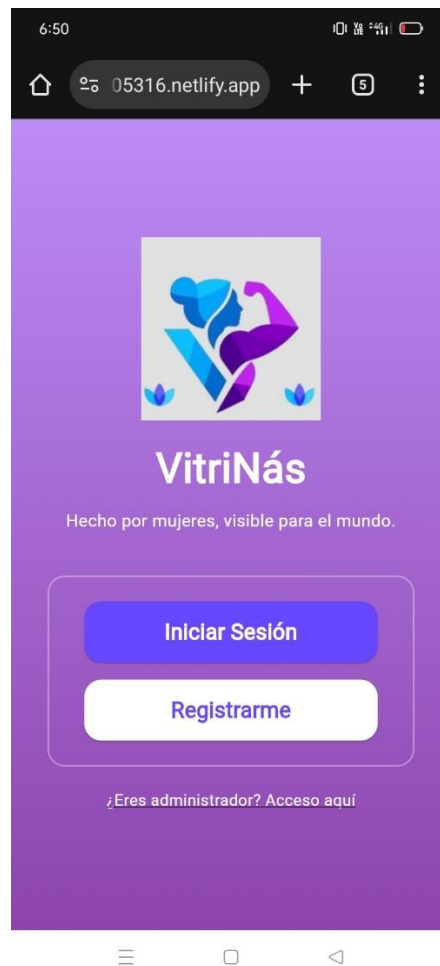 6:50
05316.netlify.app
5
VitriNás
Hecho por mujeres, visible para el mundo.
Iniciar Sesión
Registrarme
¿Eres administrador? Acceso aquí